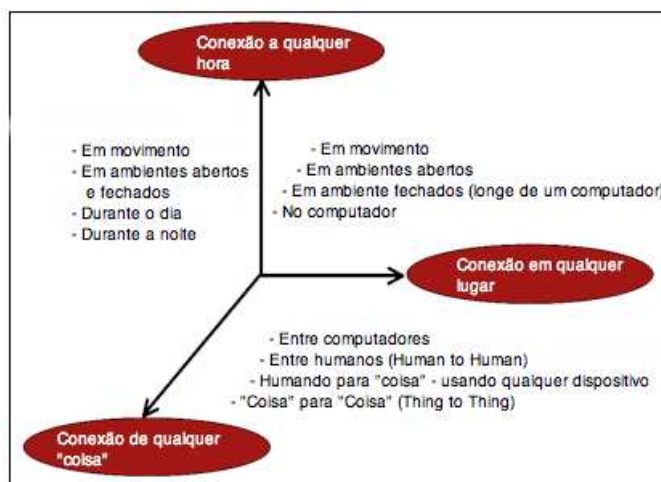 Conexão a qualquer
hora
- Em movimento
- Em ambientes abertos
e fechados
- Durante o dia
- Durante a noite
- Em movimento
- Em ambientes abertos
- Em ambiente fechados (longe de um computador)
- No computador
Conexão em qualquer
lugar
- Entre computadores
- Entre humanos (Human to Human)
- Humando para "coisa" - usando qualquer dispositivo
- "Coisa" para "Coisa" (Thing to Thing)
Conexão de qualquer
"coisa"